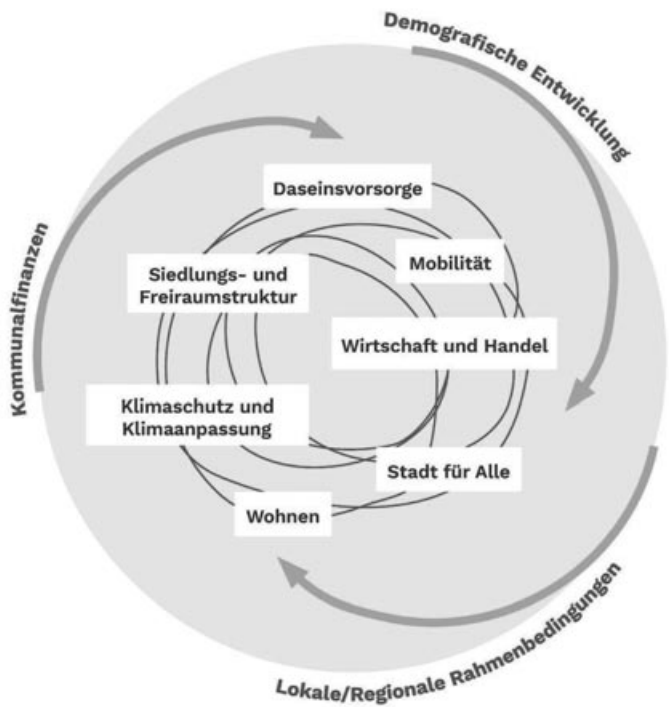 Demografische Entwicklung
Kommunalfinanzen
Daseinsvorsorge
Mobilität
Siedlungs- und
Freiraumstruktur
Wirtschaft und Handel
Klimaschutz und
Klimaanpassung
Stadt für Alle
Wohnen
Lokale/Regionale Rahmenbedingungen